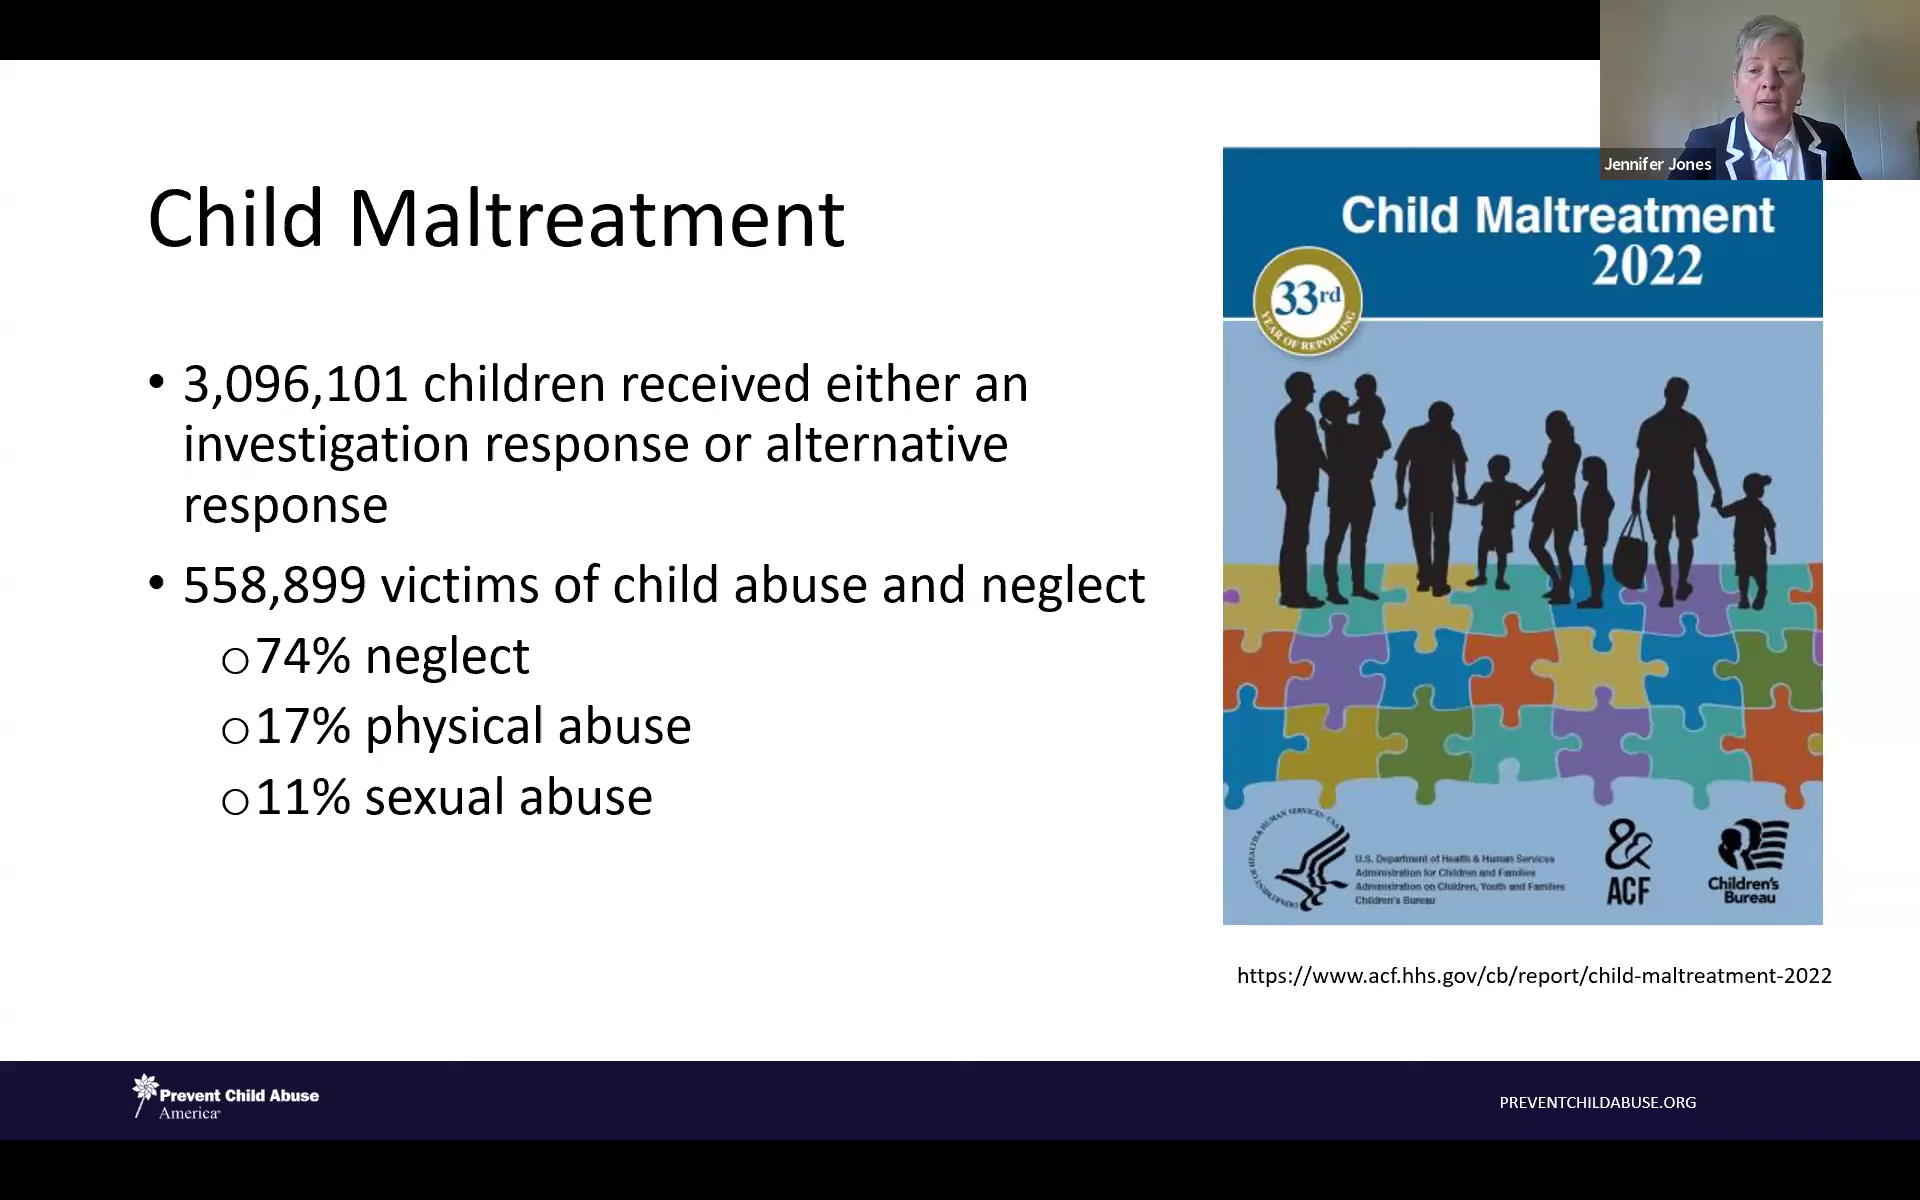 Jennifer Jones
Child Maltreatment
• 3,096,101 children received either an
investigation response or alternative
response
• 558,899 victims of child abuse and neglect
o 74% neglect
o 17% physical abuse
o 11% sexual abuse
Child Maltreatment
2022
33rd
YEAR OF REPORTING
U.S. Department of Health & Human Services
Administration for Children and Families
Administration on Children, Youth and Families
Children's Bureau
ACF
Children's
Bureau
https://www.acf.hhs.gov/cb/report/child-maltreatment-2022
Prevent Child Abuse
America
PREVENTCHILDABUSE.ORG